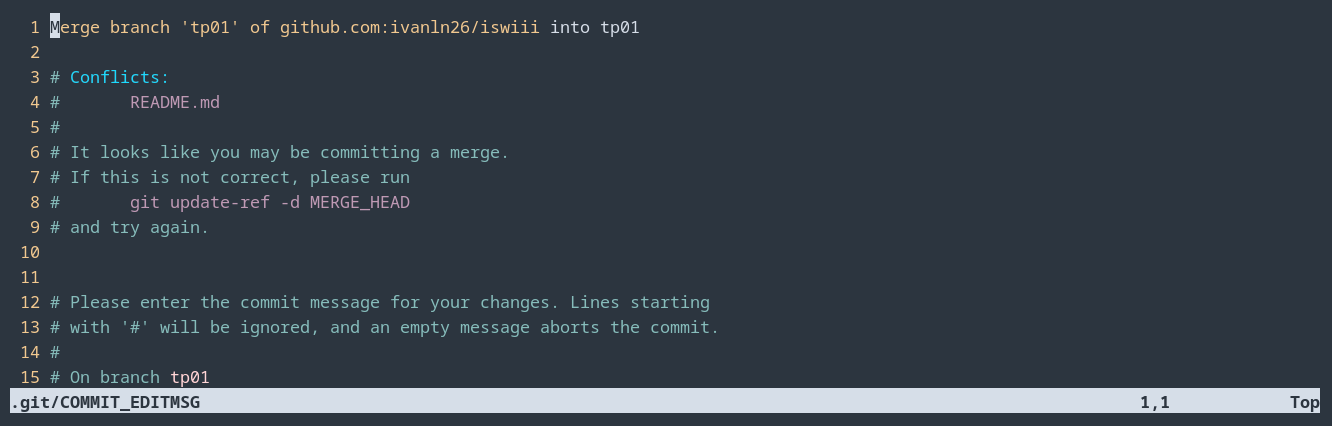 1 Merge branch 'tp01' of github.com:ivanln26/iswiii into tp01
2
3 # Conflicts:
4 #       README.md
5 #
6 # It looks like you may be committing a merge.
7 # If this is not correct, please run
8 #       git update-ref -d MERGE_HEAD
9 # and try again.
10
11
12 # Please enter the commit message for your changes. Lines starting
13 # with '#' will be ignored, and an empty message aborts the commit.
14 #
15 # On branch tp01
.git/COMMIT_EDITMSG 1,1 Top